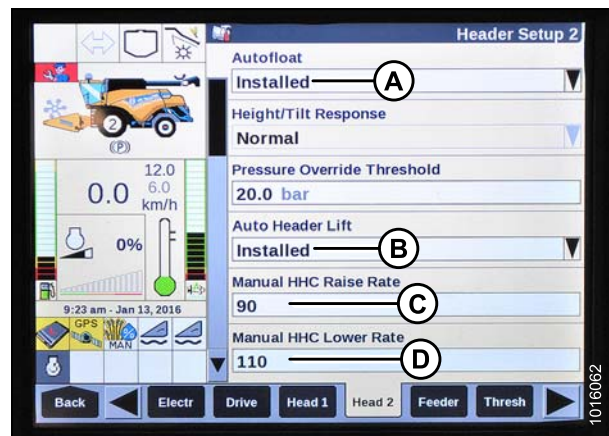 Header Setup 2
Autofloat
Installed
A
Height/Tilt Response
Normal
Pressure Override Threshold
20.0 bar
Auto Header Lift
Installed
B
Manual HHC Raise Rate
90
C
Manual HHC Lower Rate
110
D
2
(P)
12.0
0.0
6.0
km/h
0%
9:23 am - Jan 13, 2016
GPS
MAN
Back
Electr
Drive
Head 1
Head 2
Feeder
Thresh
1016062